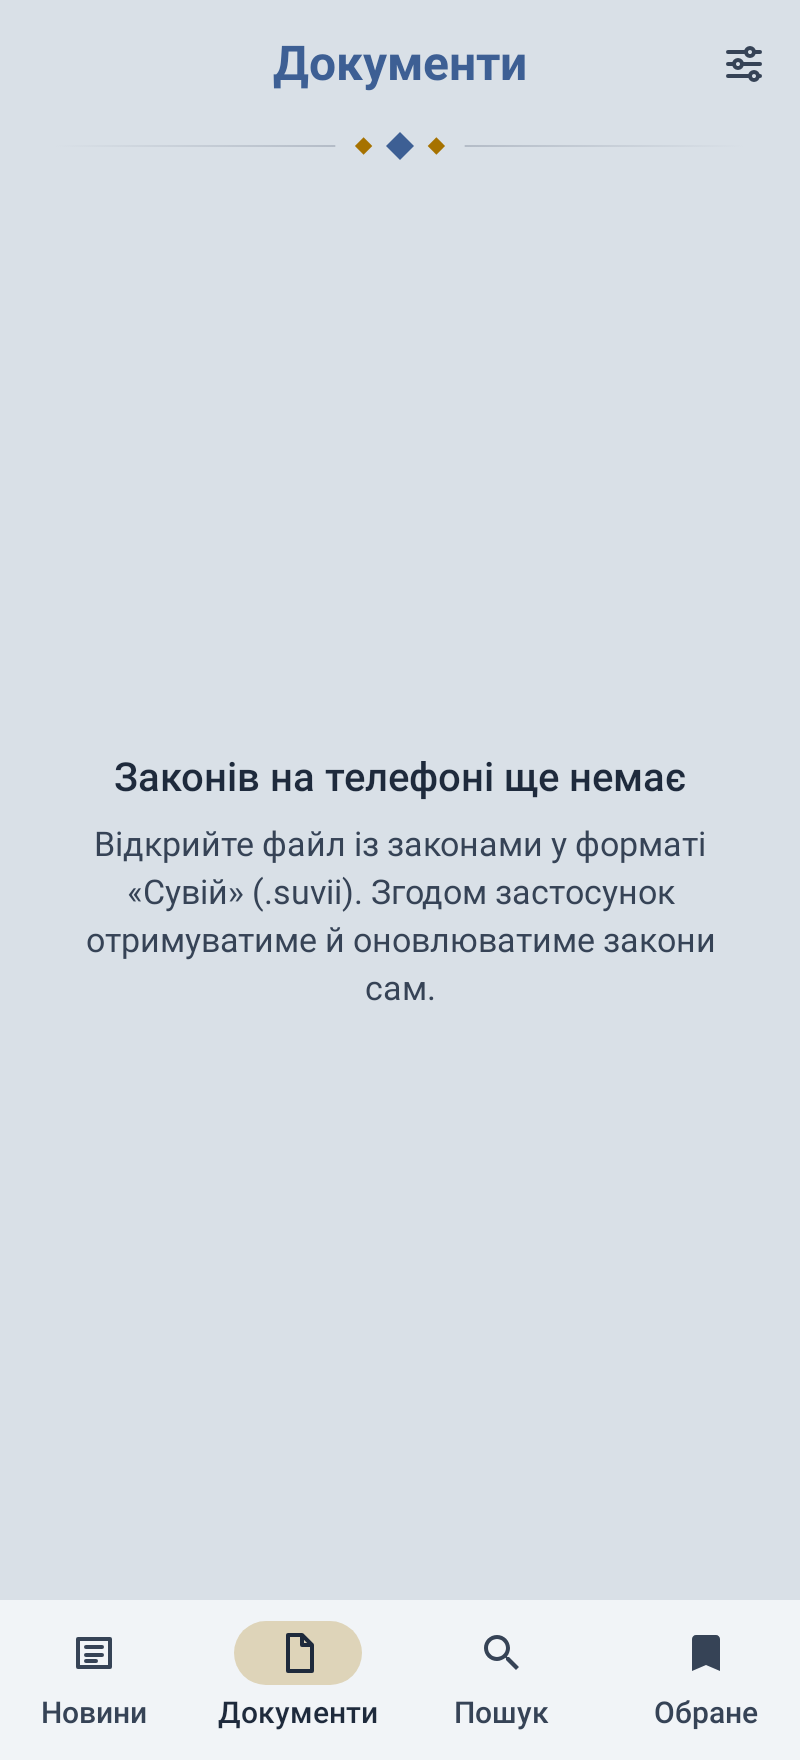 Документи
Законів на телефоні ще немає
Відкрийте файл із законами у форматі
«Сувій» (.suvii). Згодом застосунок
отримуватиме й оновлюватиме закони
сам.
Новини
Документи
Пошук
Обране